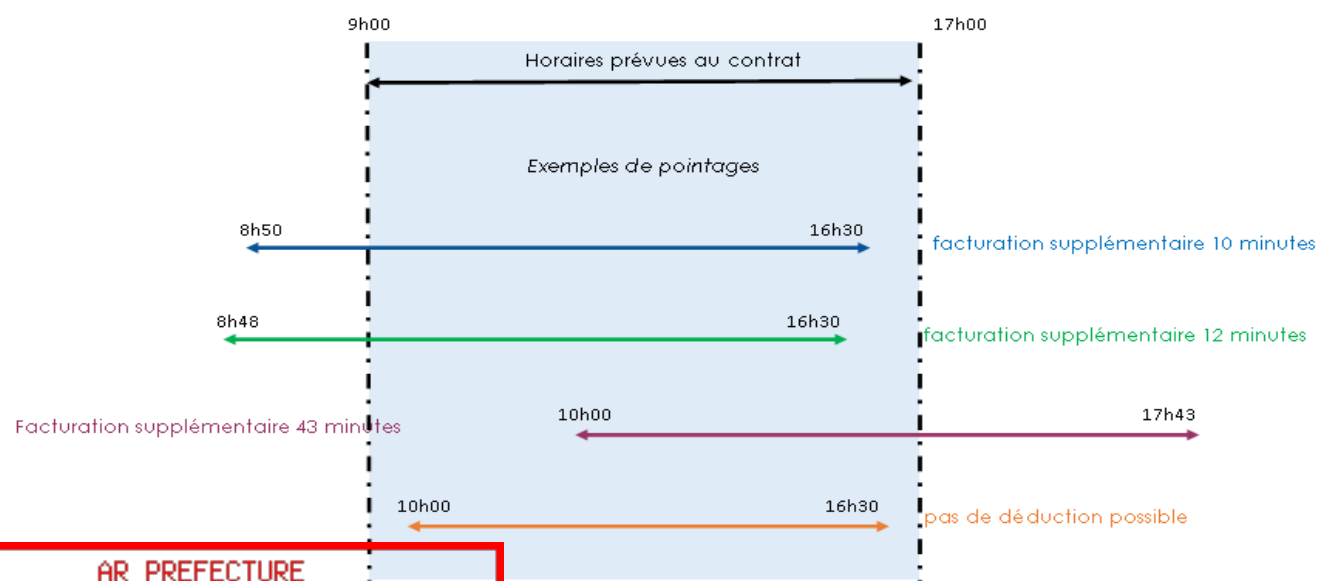 9h00
17h00
Horaires prévues au contrat
Exemples de pointages
8h50
16h30
facturation supplémentaire 10 minutes
8h48
16h30
facturation supplémentaire 12 minutes
Facturation supplémentaire 43 minutes
10h00
17h43
10h00
16h30
pas de déduction possible
AR PREFECTURE